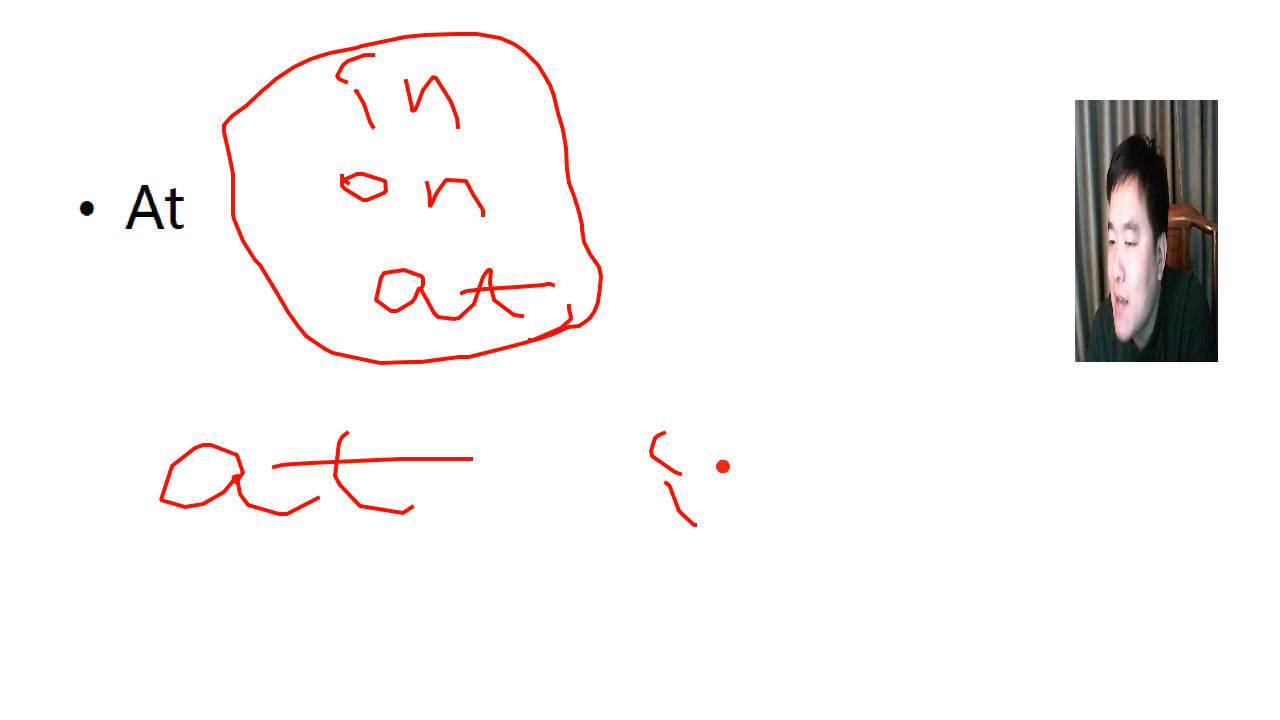 in
on
• At
at
at
i